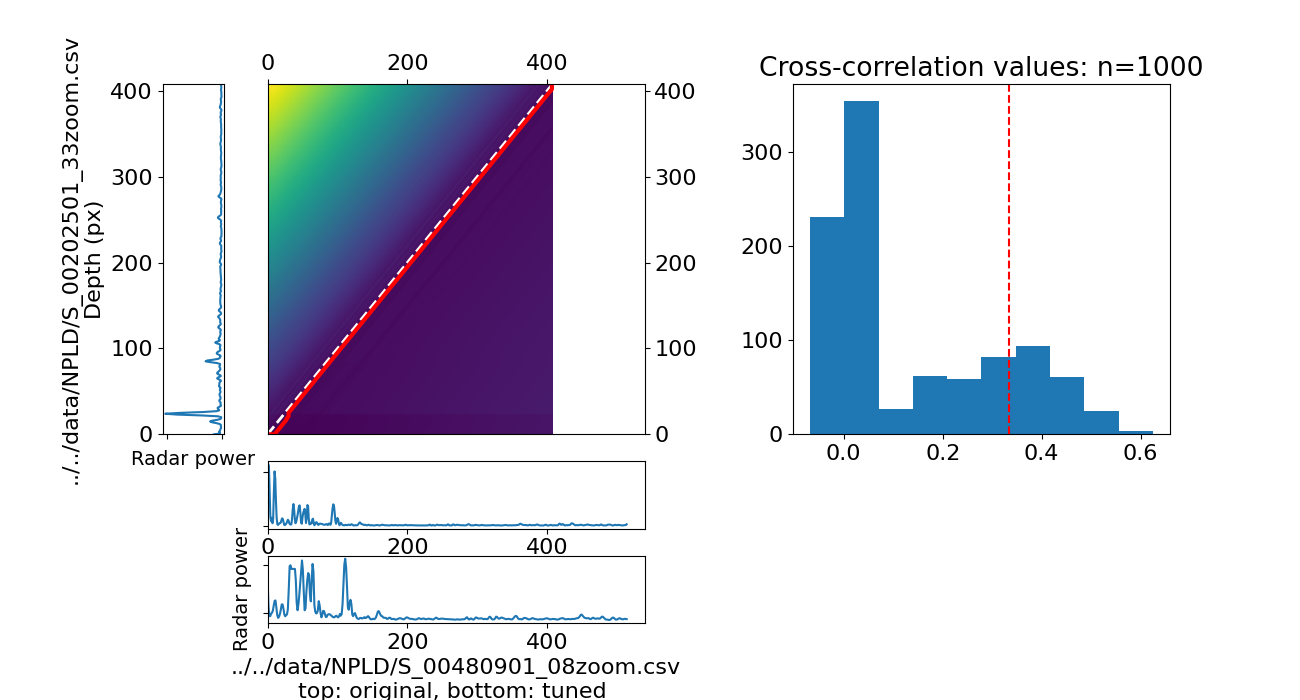 Cross-correlation values: n=1000
0 200 400
../../data/NPLD/S_00202501_33zoom.csv
Depth (px)
400
300
200
100
0
Radar power
400
300
200
100
0
300
200
100
0
0.0 0.2 0.4 0.6
0 200 400
Radar power
0 200 400
../../data/NPLD/S_00480901_08zoom.csv
top: original, bottom: tuned